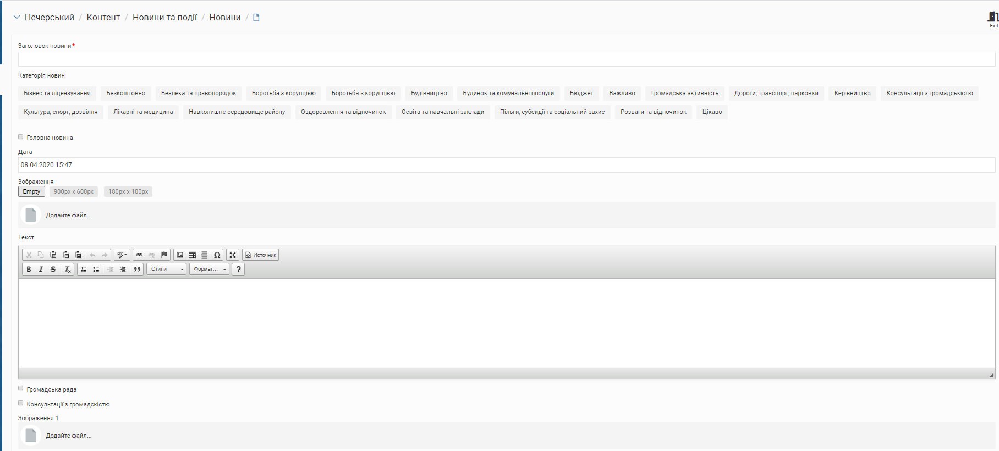 Печерський / Контент / Новини та події / Новини /
Exit
Заголовок новини*
Категорія новин
Бізнес та ліцензування Безкоштовно Безпека та правопорядок Боротьба з корупцією Боротьба з корупцією Будівництво Будинок та комунальні послуги Бюджет Важливо Громадська активність Дороги, транспорт, парковки Керівництво Консультації з громадськістю
Культура, спорт, дозвілля Лікарні та медицина Навколишнє середовище району Оздоровлення та відпочинок Освіта та навчальні заклади Пільги, субсидії та соціальний захис Розваги та відпочинок Цікаво
Головна новина
Дата
08.04.2020 15:47
Зображення
Empty 900px x 600px 180px x 100px
Додайте файл...
Текст
Источник
Стили Формат...
Громадська рада
Консультації з громадскістю
Зображення 1
Додайте файл...